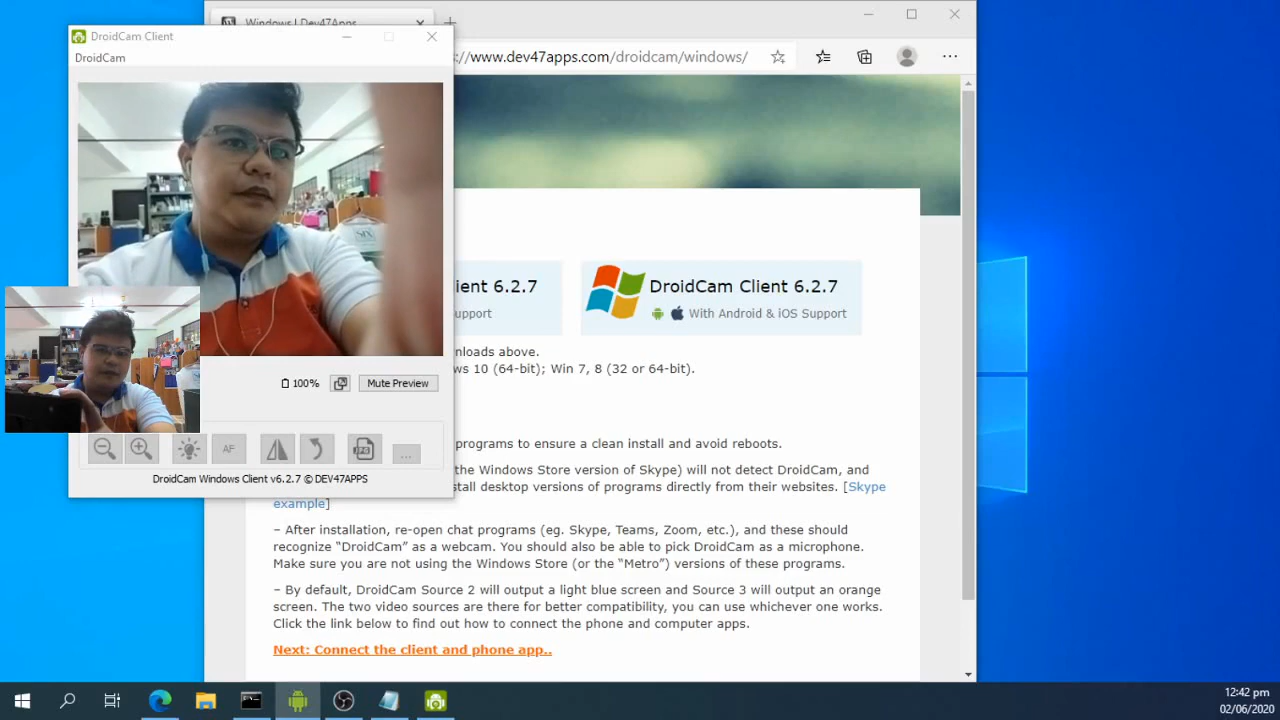 Windows | Dev47Apps
DroidCam Client
DroidCam
://www.dev47apps.com/droidcam/windows/
ient 6.2.7
upport
DroidCam Client 6.2.7
With Android & iOS Support
nloads above.
ws 10 (64-bit); Win 7, 8 (32 or 64-bit).
100%
Mute Preview
programs to ensure a clean install and avoid reboots.
AF
...
the Windows Store version of Skype) will not detect DroidCam, and
DroidCam Windows Client v6.2.7 © DEV47APPS
stall desktop versions of programs directly from their websites. [Skype
example]
– After installation, re-open chat programs (eg. Skype, Teams, Zoom, etc.), and these should
recognize “DroidCam” as a webcam. You should also be able to pick DroidCam as a microphone.
Make sure you are not using the Windows Store (or the “Metro”) versions of these programs.
– By default, DroidCam Source 2 will output a light blue screen and Source 3 will output an orange
screen. The two video sources are there for better compatibility, you can use whichever one works.
Click the link below to find out how to connect the phone and computer apps.
Next: Connect the client and phone app..
12:42 pm
02/06/2020